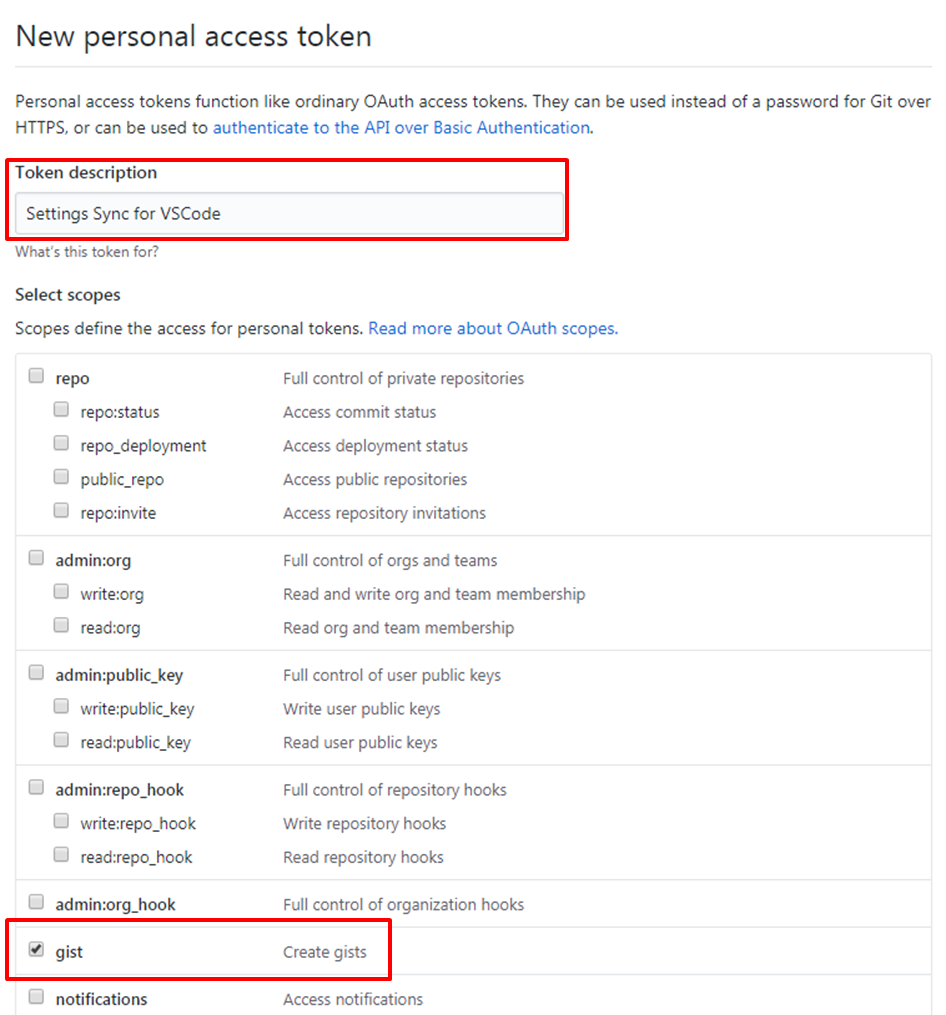 New personal access token
Personal access tokens function like ordinary OAuth access tokens. They can be used instead of a password for Git over
HTTPS, or can be used to authenticate to the API over Basic Authentication.
Token description
Settings Sync for VSCode
What's this token for?
Select scopes
Scopes define the access for personal tokens. Read more about OAuth scopes.
repo Full control of private repositories
repo:status Access commit status
repo_deployment Access deployment status
public_repo Access public repositories
repo:invite Access repository invitations
admin:org Full control of orgs and teams
write:org Read and write org and team membership
read:org Read org and team membership
admin:public_key Full control of user public keys
write:public_key Write user public keys
read:public_key Read user public keys
admin:repo_hook Full control of repository hooks
write:repo_hook Write repository hooks
read:repo_hook Read repository hooks
admin:org_hook Full control of organization hooks
gist Create gists
notifications Access notifications